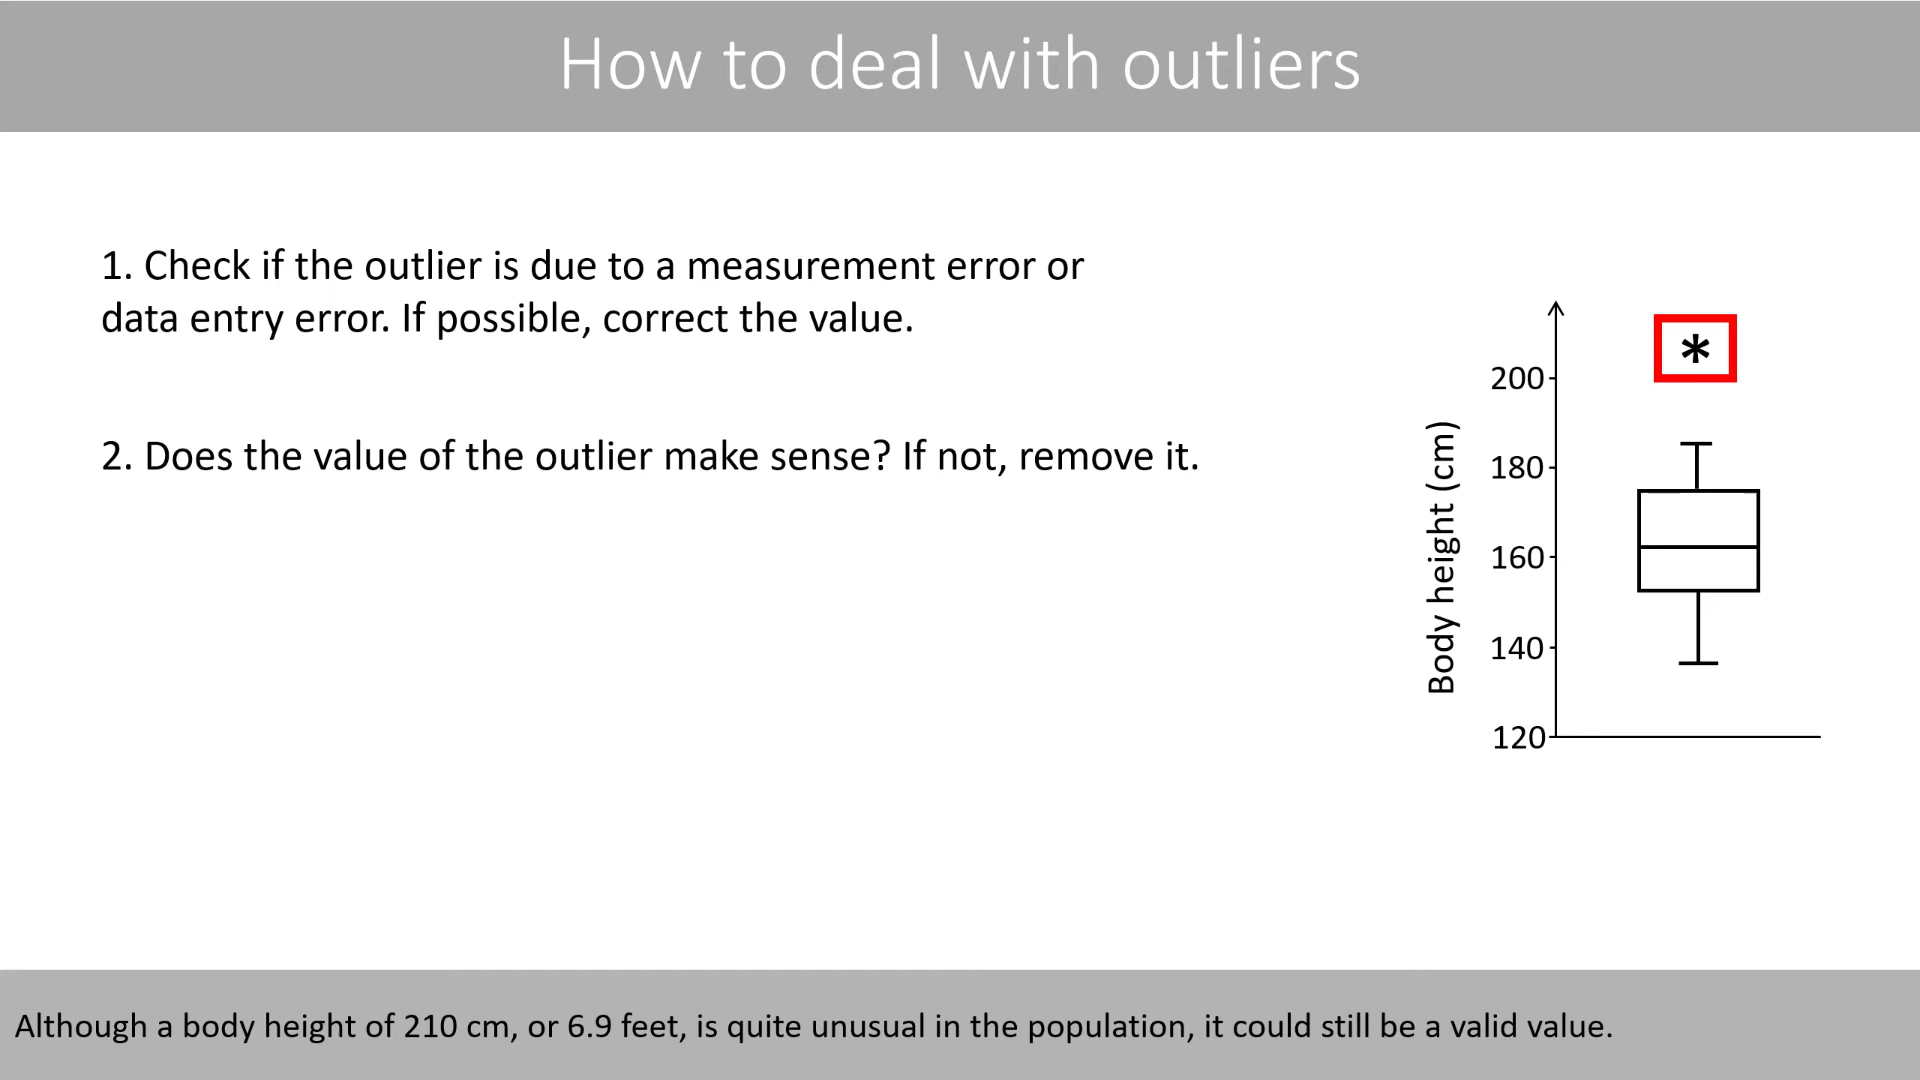 How to deal with outliers
1. Check if the outlier is due to a measurement error or
data entry error. If possible, correct the value.
2. Does the value of the outlier make sense? If not, remove it.
*
200
180
160
140
120
Body height (cm)
Although a body height of 210 cm, or 6.9 feet, is quite unusual in the population, it could still be a valid value.